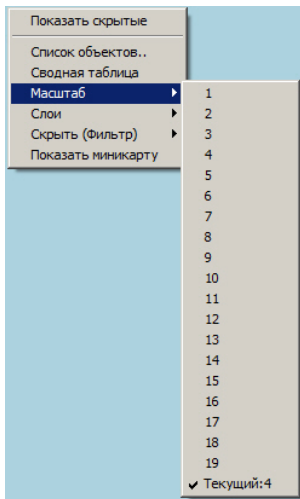 Показать скрытые
Список объектов..
Сводная таблица
Масштаб
Слои
Скрыть (Фильтр)
Показать миникарту
1
2
3
4
5
6
7
8
9
10
11
12
13
14
15
16
17
18
19
Текущий:4